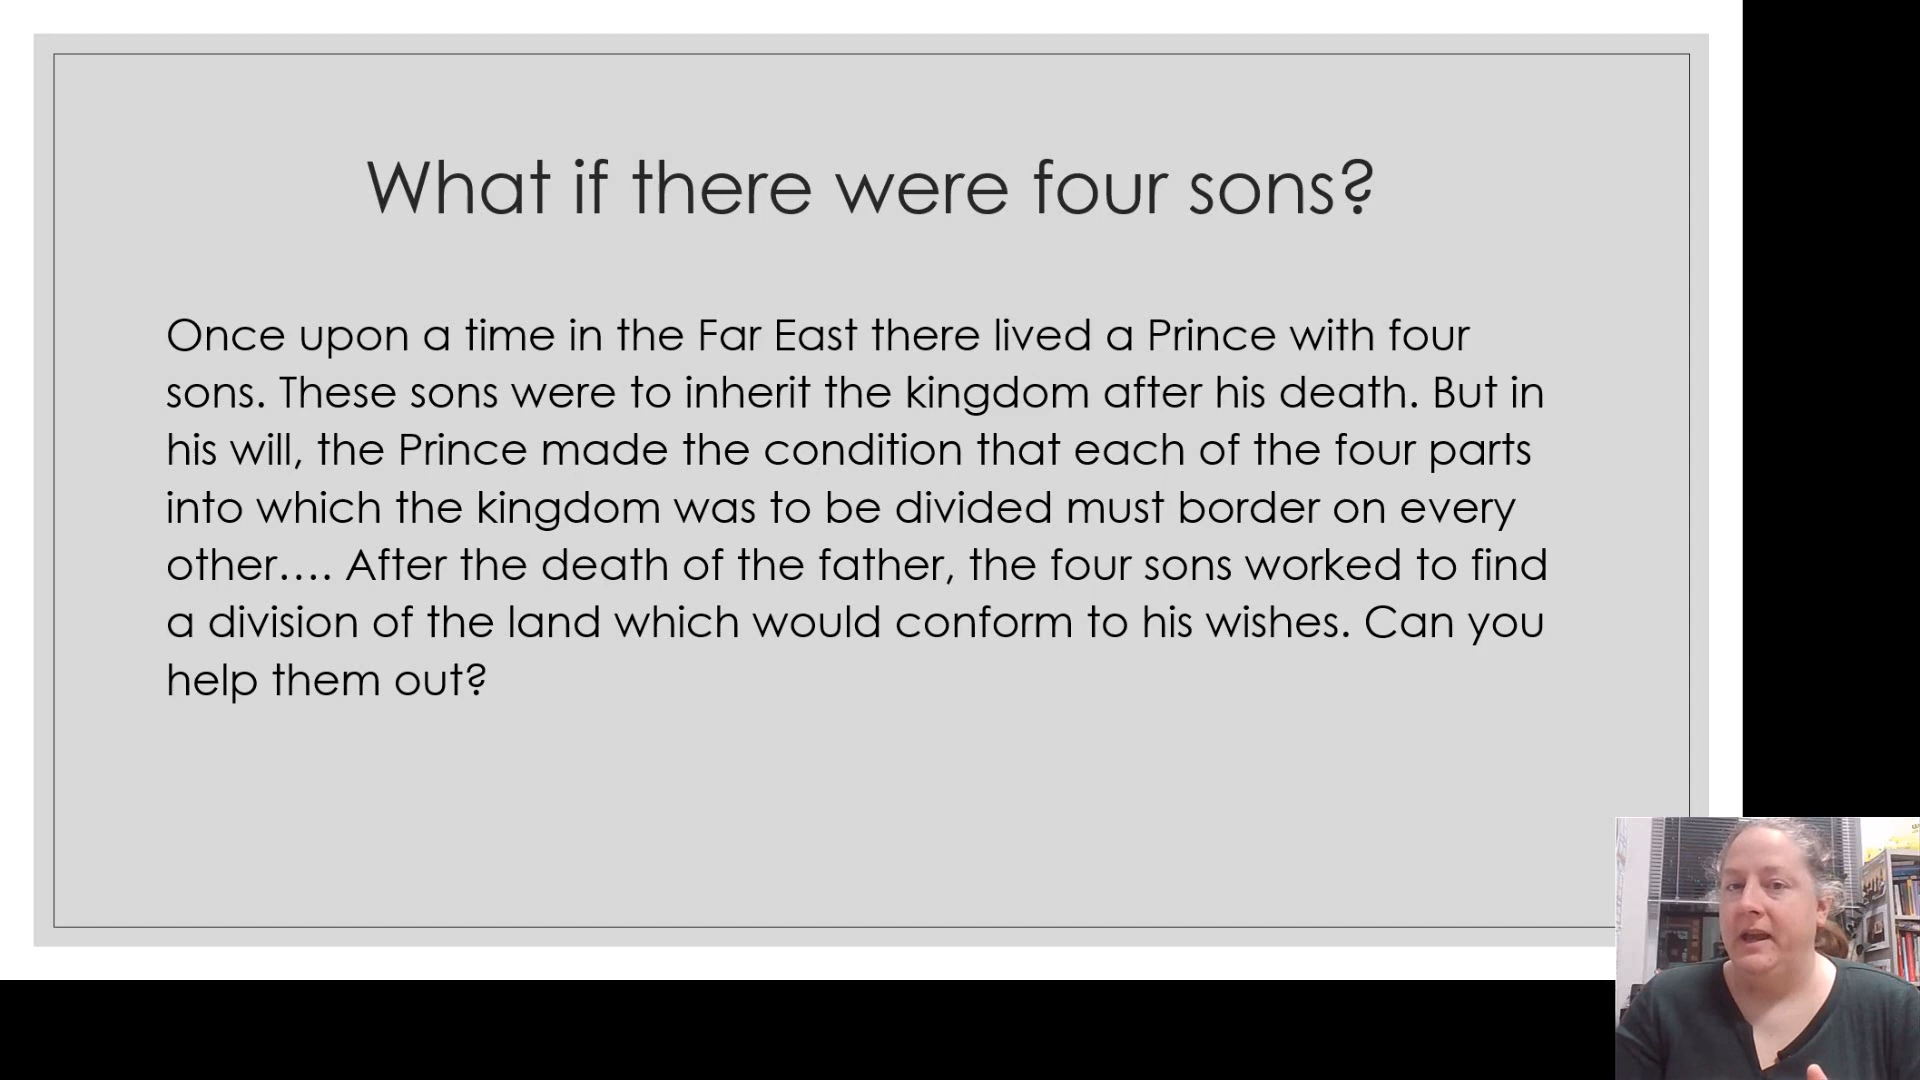 What if there were four sons?
Once upon a time in the Far East there lived a Prince with four
sons. These sons were to inherit the kingdom after his death. But in
his will, the Prince made the condition that each of the four parts
into which the kingdom was to be divided must border on every
other…. After the death of the father, the four sons worked to find
a division of the land which would conform to his wishes. Can you
help them out?